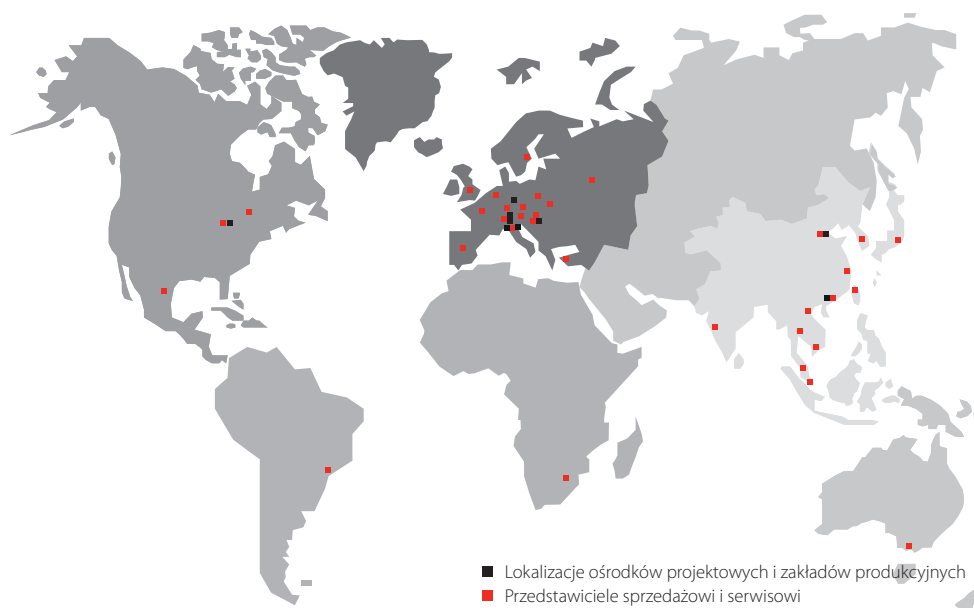 Lokalizacje ośrodków projektowych i zakładów produkcyjnych
Przedstawiciele sprzedażowi i serwisowi